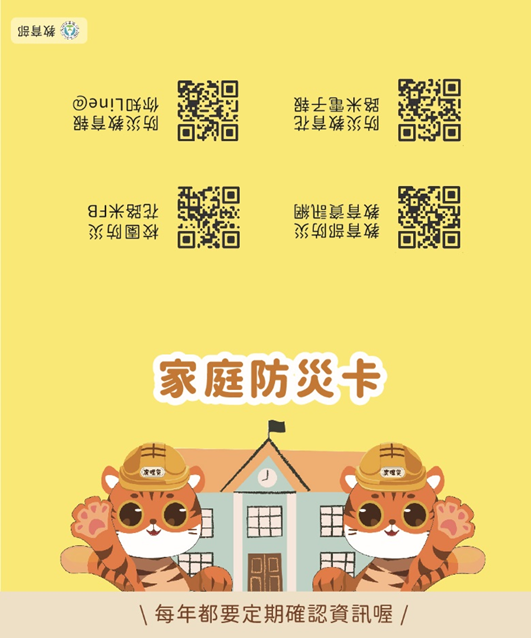 家庭防災卡
\ 每年都要定期確認資訊喔 /
教育部防災
教育資訊網
校園防災
花路米FB
防災教育花
路米電子報
防災教育報
你知Line@
教育部